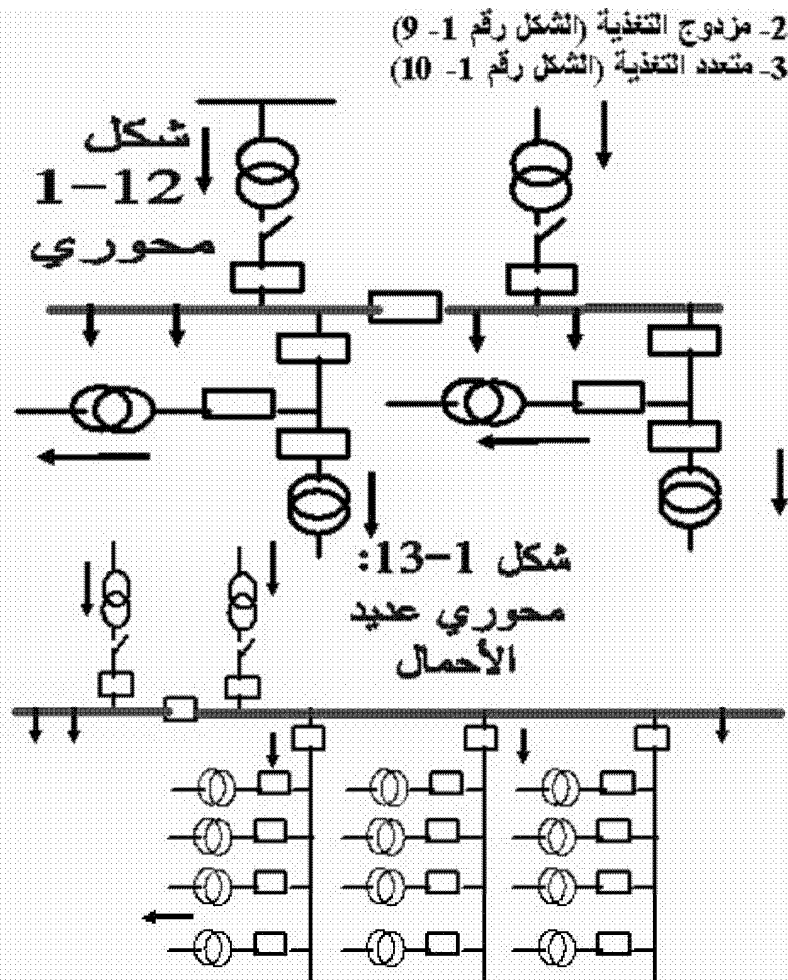 2- مزدوج التغذية (الشكل رقم 1- 9)
3- متعدد التغذية (الشكل رقم 1- 10)
شكل
1-12
محوري
شكل 1-13:
محوري عديد
الأحمال